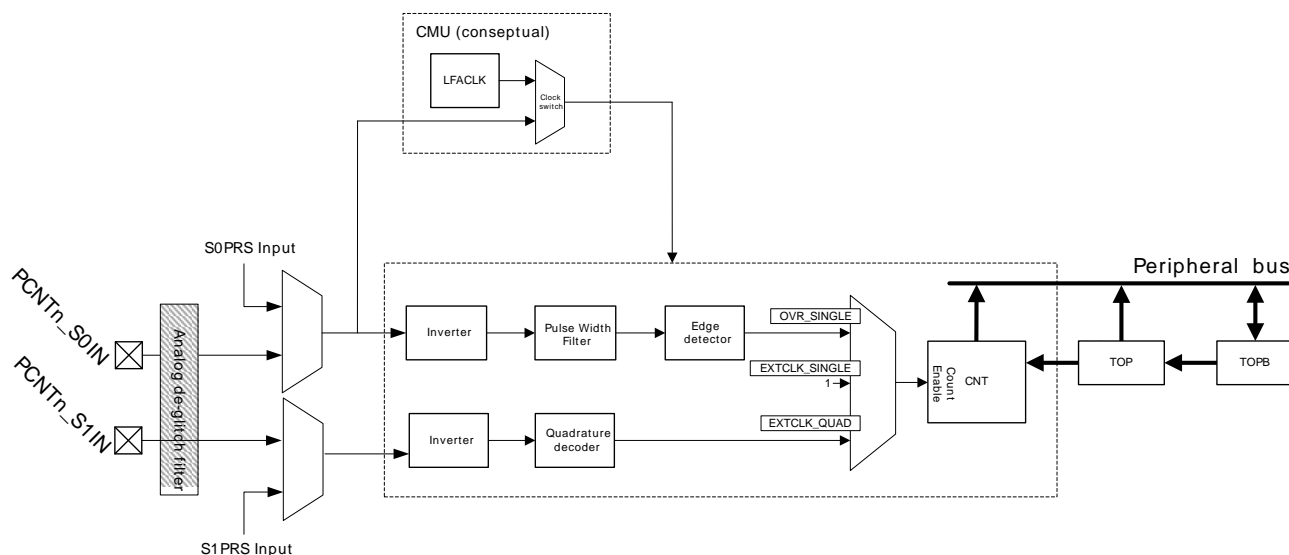 CMU (conseptual)
LFACLK
Clock
switch
S0PRS Input
PCNTn_S0IN
PCNTn_S1IN
Analog de-glitch filter
S1PRS Input
Inverter
Pulse Width
Filter
Edge
detector
OVR_SINGLE
EXTCLK_SINGLE
1
EXTCLK_QUAD
Inverter
Quadrature
decoder
Count
Enable
CNT
Peripheral bus
TOP
TOPB